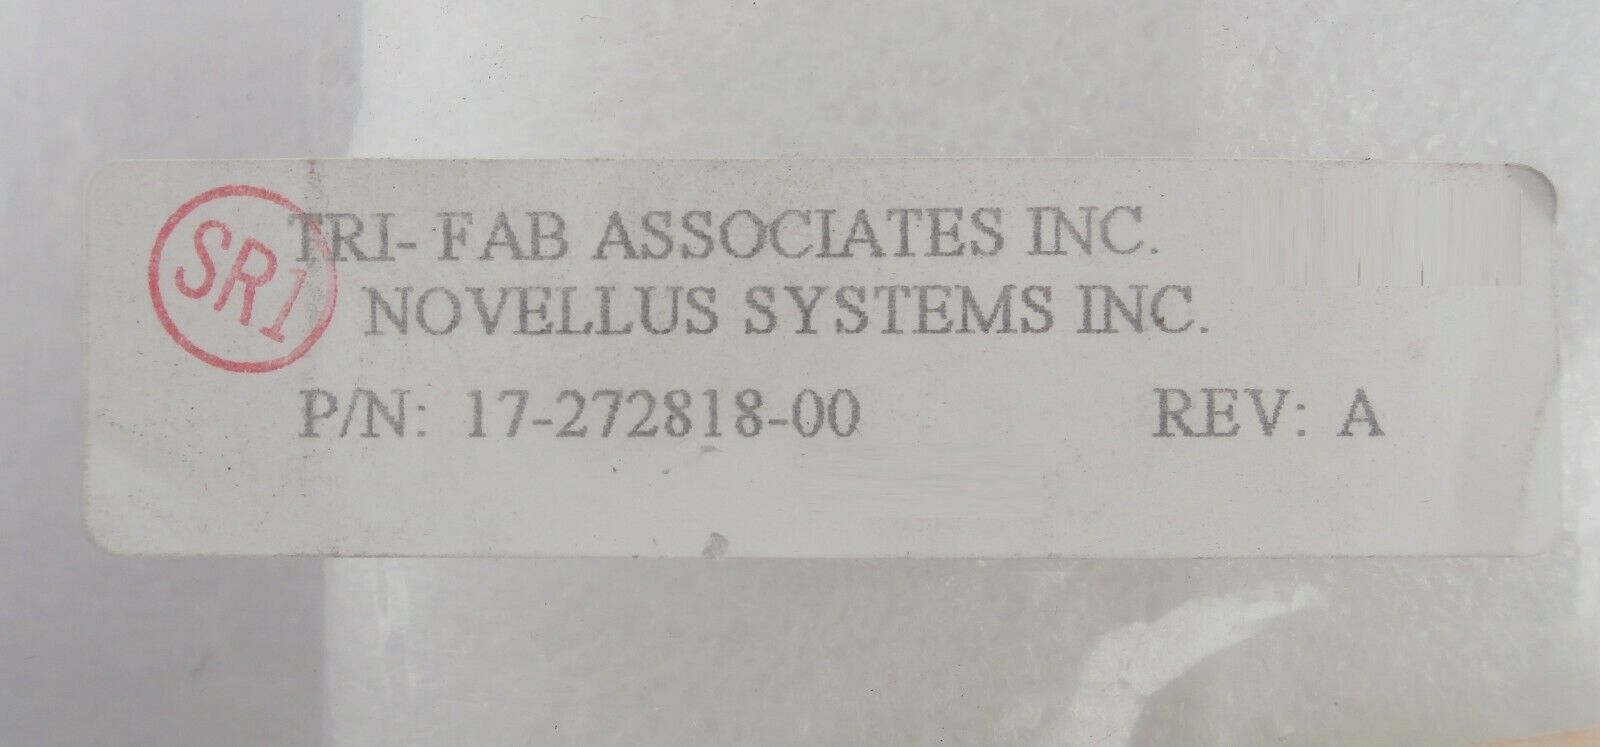 SR1
TRI- FAB ASSOCIATES INC.
NOVELLUS SYSTEMS INC.
P/N: 17-272818-00 REV: A